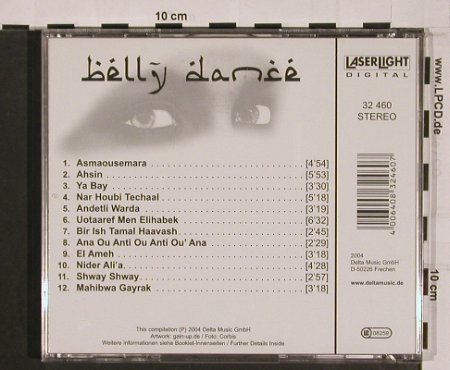 10 cm
belly dance
LASERLIGHT
DIGITAL
32 460
STEREO
www.LPCD.de
1. Asmaousemara [4'54]
2. Ahsin [5'53]
3. Ya Bay [3'30]
4. Nar Houbi Techaal [5'18]
5. Andetli Warda [3'19]
6. Uotaaref Men Elihabek [6'32]
7. Bir Ish Tamal Haavash [2'45]
8. Ana Ou Anti Ou Anti Ou' Ana [2'29]
9. El Ameh [3'18]
10. Nider Ali'a [4'28]
11. Shway Shway [2'57]
12. Mahibwa Gayrak [3'18]
4006408324607
2004
Delta Music GmbH
D-50226 Frechen
www.deltamusic.de
10 cm
This compilation (P) 2004 Delta Music GmbH
Artwork: gain-up.de / Foto: Corbis
Weitere Informationen siehe Booklet-Innenseiten / Further Details Inside
LC 08259